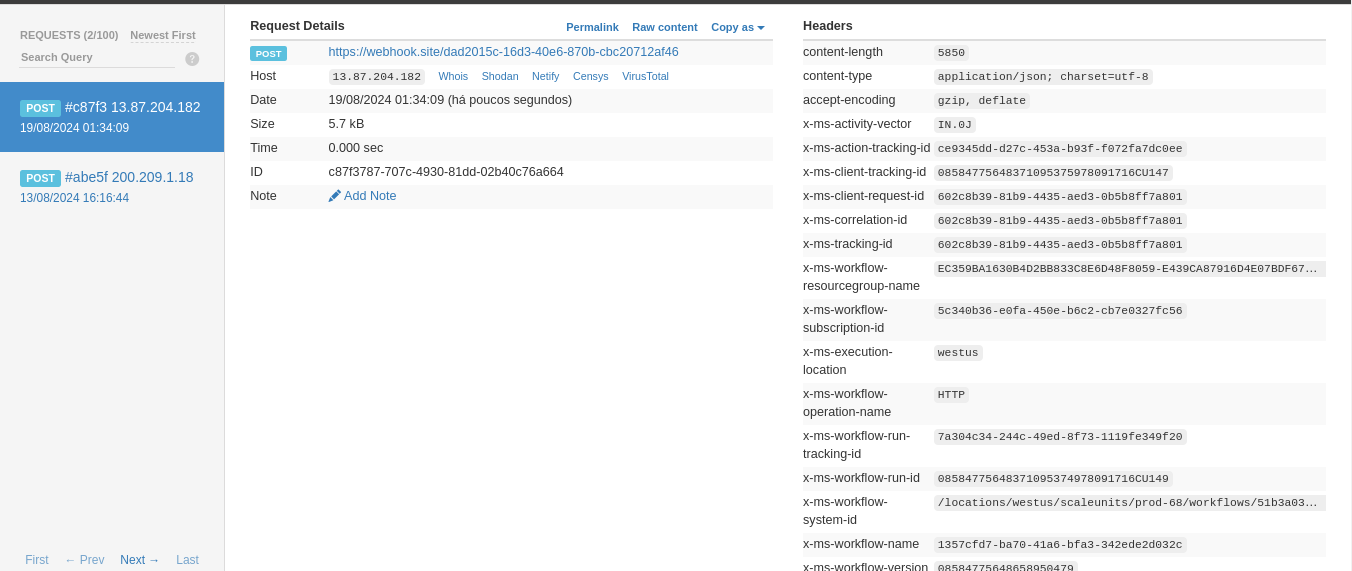 REQUESTS (2/100) Newest First
Search Query ?
POST #c87f3 13.87.204.182
19/08/2024 01:34:09
POST #abe5f 200.209.1.18
13/08/2024 16:16:44
First ← Prev Next → Last
Request Details Permalink Raw content Copy as
POST https://webhook.site/dad2015c-16d3-40e6-870b-cbc20712af46
Host 13.87.204.182 Whois Shodan Netify Censys VirusTotal
Date 19/08/2024 01:34:09 (há poucos segundos)
Size 5.7 kB
Time 0.000 sec
ID c87f3787-707c-4930-81dd-02b40c76a664
Note Add Note
Headers
content-length 5850
content-type application/json; charset=utf-8
accept-encoding gzip, deflate
x-ms-activity-vector IN.0J
x-ms-action-tracking-id ce9345dd-d27c-453a-b93f-f072fa7dc0ee
x-ms-client-tracking-id 08584775648371095375978091716CU147
x-ms-client-request-id 602c8b39-81b9-4435-aed3-0b5b8ff7a801
x-ms-correlation-id 602c8b39-81b9-4435-aed3-0b5b8ff7a801
x-ms-tracking-id 602c8b39-81b9-4435-aed3-0b5b8ff7a801
x-ms-workflow- EC359BA1630B4D2BB833C8E6D48F8059-E439CA87916D4E07BDF67...
resourcegroup-name
x-ms-workflow- 5c340b36-e0fa-450e-b6c2-cb7e0327fc56
subscription-id
x-ms-execution- westus
location
x-ms-workflow- HTTP
operation-name
x-ms-workflow-run- 7a304c34-244c-49ed-8f73-1119fe349f20
tracking-id
x-ms-workflow-run-id 08584775648371095374978091716CU149
x-ms-workflow- /locations/westus/scaleunits/prod-68/workflows/51b3a03...
system-id
x-ms-workflow-name 1357cfd7-ba70-41a6-bfa3-342ede2d032c
x-ms-workflow-version 08584775648658950479